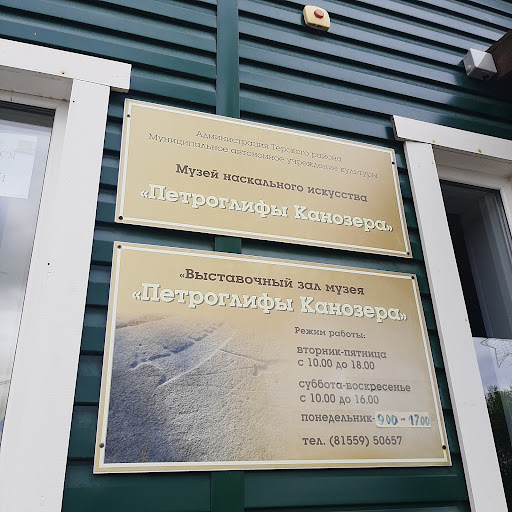 Администрация Терского района
Муниципальное автономное учреждение культуры
Музей наскального искусства
«Петроглифы Канозера»
«Выставочный зал музея
«Петроглифы Канозера»
Режим работы:
вторник-пятница
с 10.00 до 18.00
суббота-воскресенье
с 10.00 до 16.00
понедельник-9.00 - 17.00
тел. (81559) 50657